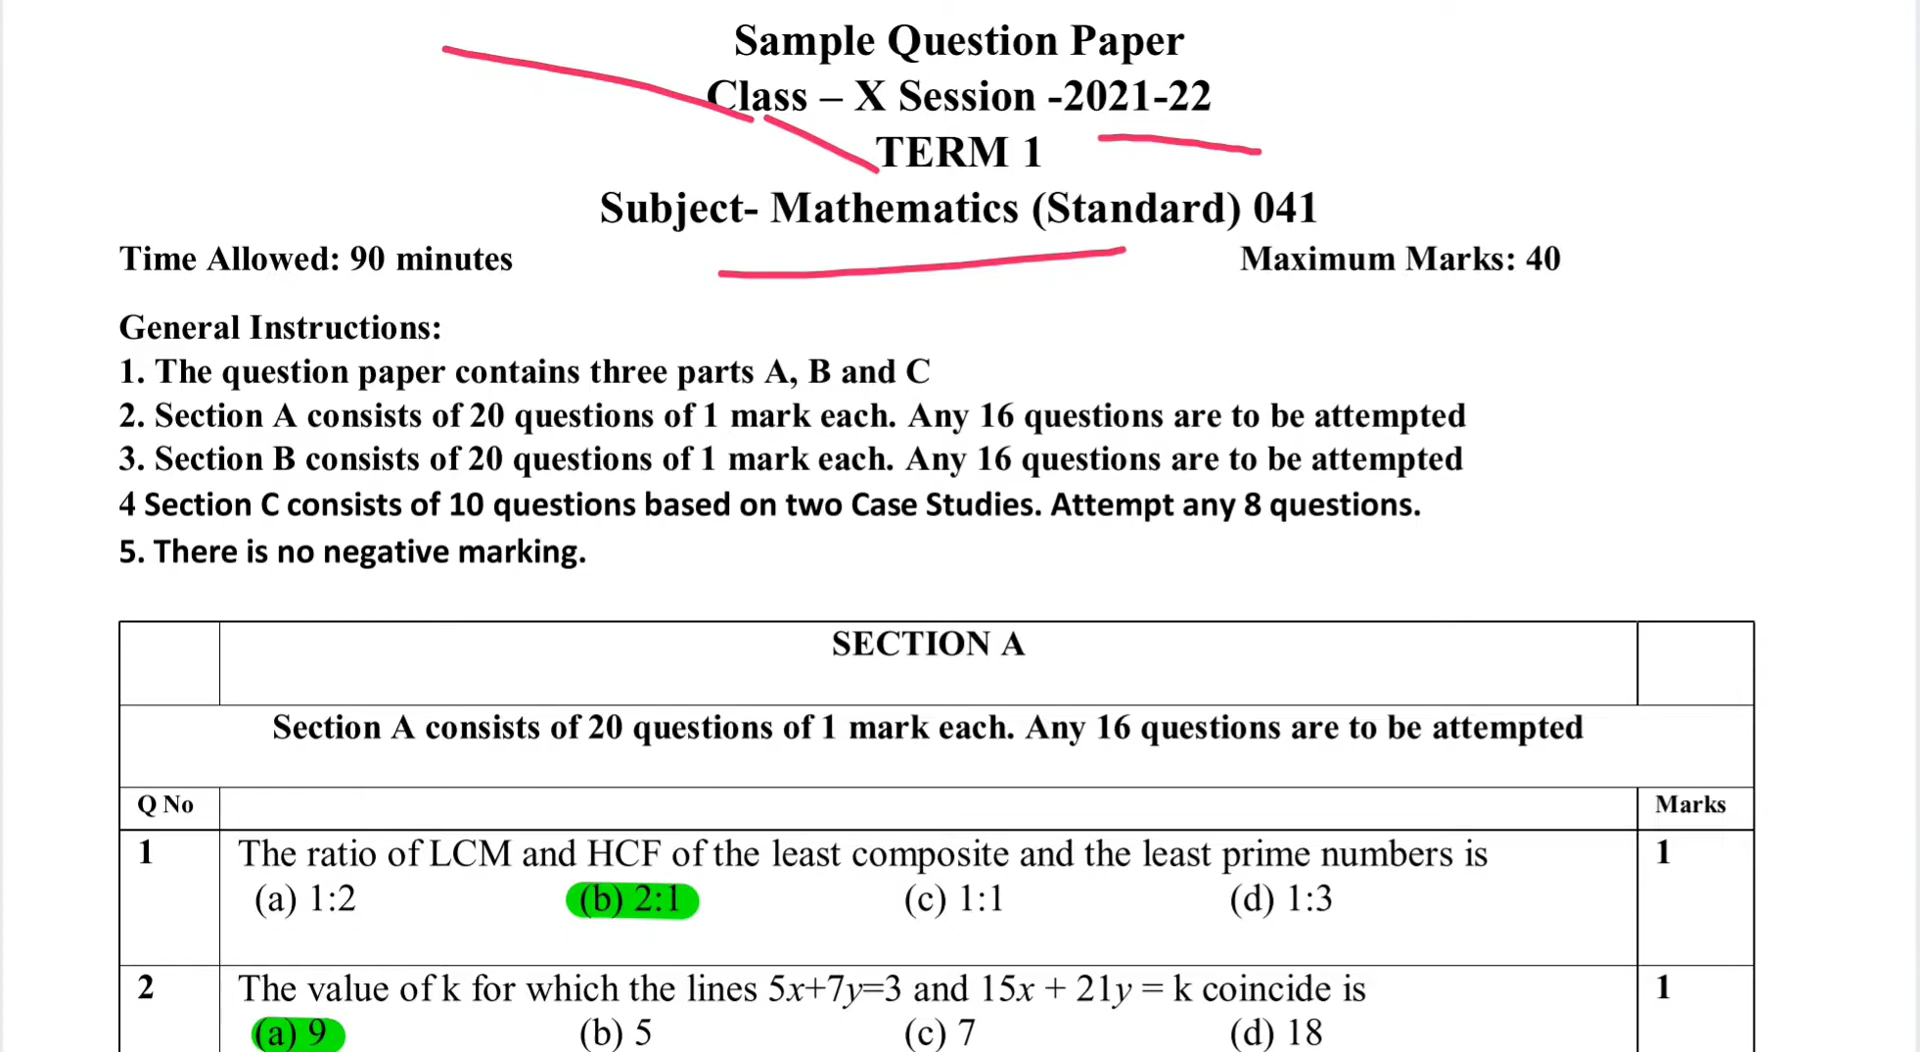 Sample Question Paper
Class – X Session -2021-22
TERM 1
Subject- Mathematics (Standard) 041
Time Allowed: 90 minutes Maximum Marks: 40
General Instructions:
1. The question paper contains three parts A, B and C
2. Section A consists of 20 questions of 1 mark each. Any 16 questions are to be attempted
3. Section B consists of 20 questions of 1 mark each. Any 16 questions are to be attempted
4 Section C consists of 10 questions based on two Case Studies. Attempt any 8 questions.
5. There is no negative marking.
SECTION A
Section A consists of 20 questions of 1 mark each. Any 16 questions are to be attempted
Q No Marks
1 The ratio of LCM and HCF of the least composite and the least prime numbers is 1
(a) 1:2 (b) 2:1 (c) 1:1 (d) 1:3
2 The value of k for which the lines 5x+7y=3 and 15x + 21y = k coincide is 1
(a) 9 (b) 5 (c) 7 (d) 18